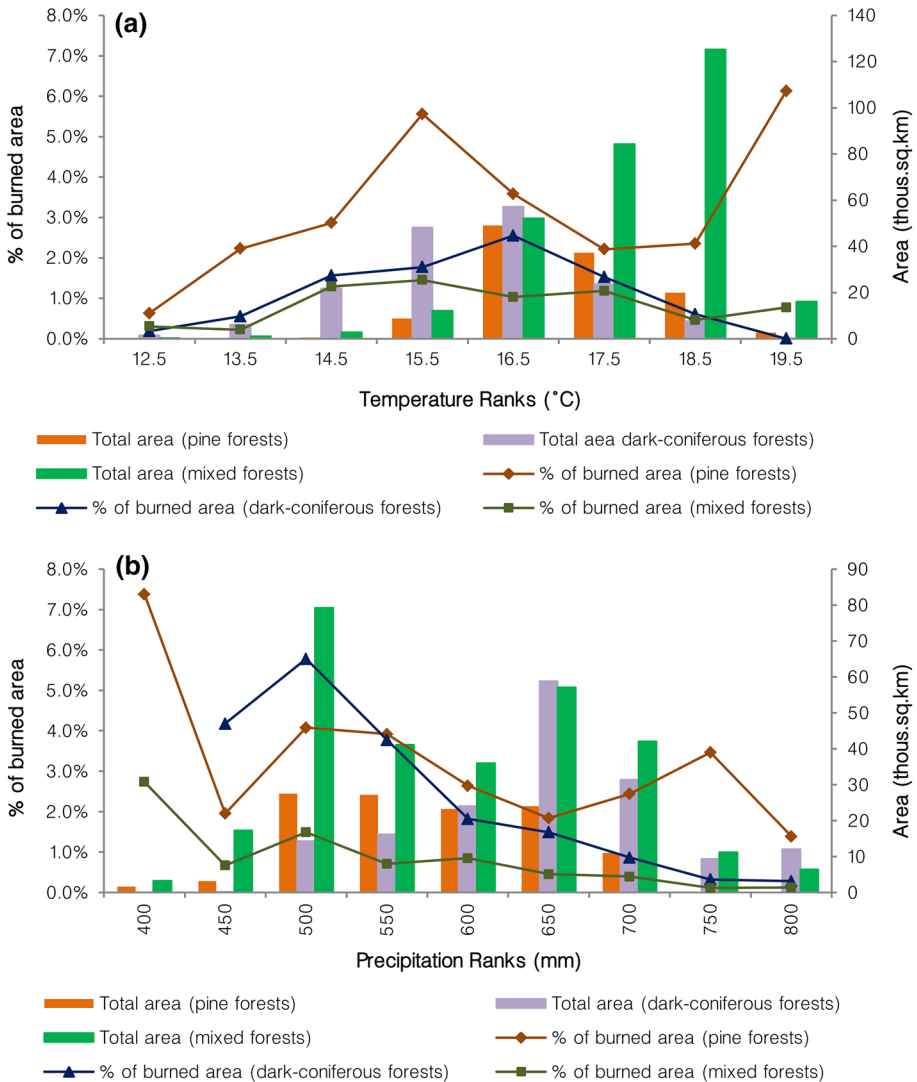 (a)
8.0%
7.0%
6.0%
5.0%
4.0%
3.0%
2.0%
1.0%
0.0%
% of burned area
140
120
100
80
60
40
20
0
Area (thous.sq.km)
12.5 13.5 14.5 15.5 16.5 17.5 18.5 19.5
Temperature Ranks (˚C)
Total area (pine forests)
Total aea dark-coniferous forests)
Total area (mixed forests)
% of burned area (pine forests)
% of burned area (dark-coniferous forests)
% of burned area (mixed forests)
(b)
8.0%
7.0%
6.0%
5.0%
4.0%
3.0%
2.0%
1.0%
0.0%
% of burned area
90
80
70
60
50
40
30
20
10
0
Area (thous.sq.km)
400 450 500 550 600 650 700 750 800
Precipitation Ranks (mm)
Total area (pine forests)
Total area (dark-coniferous forests)
Total area (mixed forests)
% of burned area (pine forests)
% of burned area (dark-coniferous forests)
% of burned area (mixed forests)